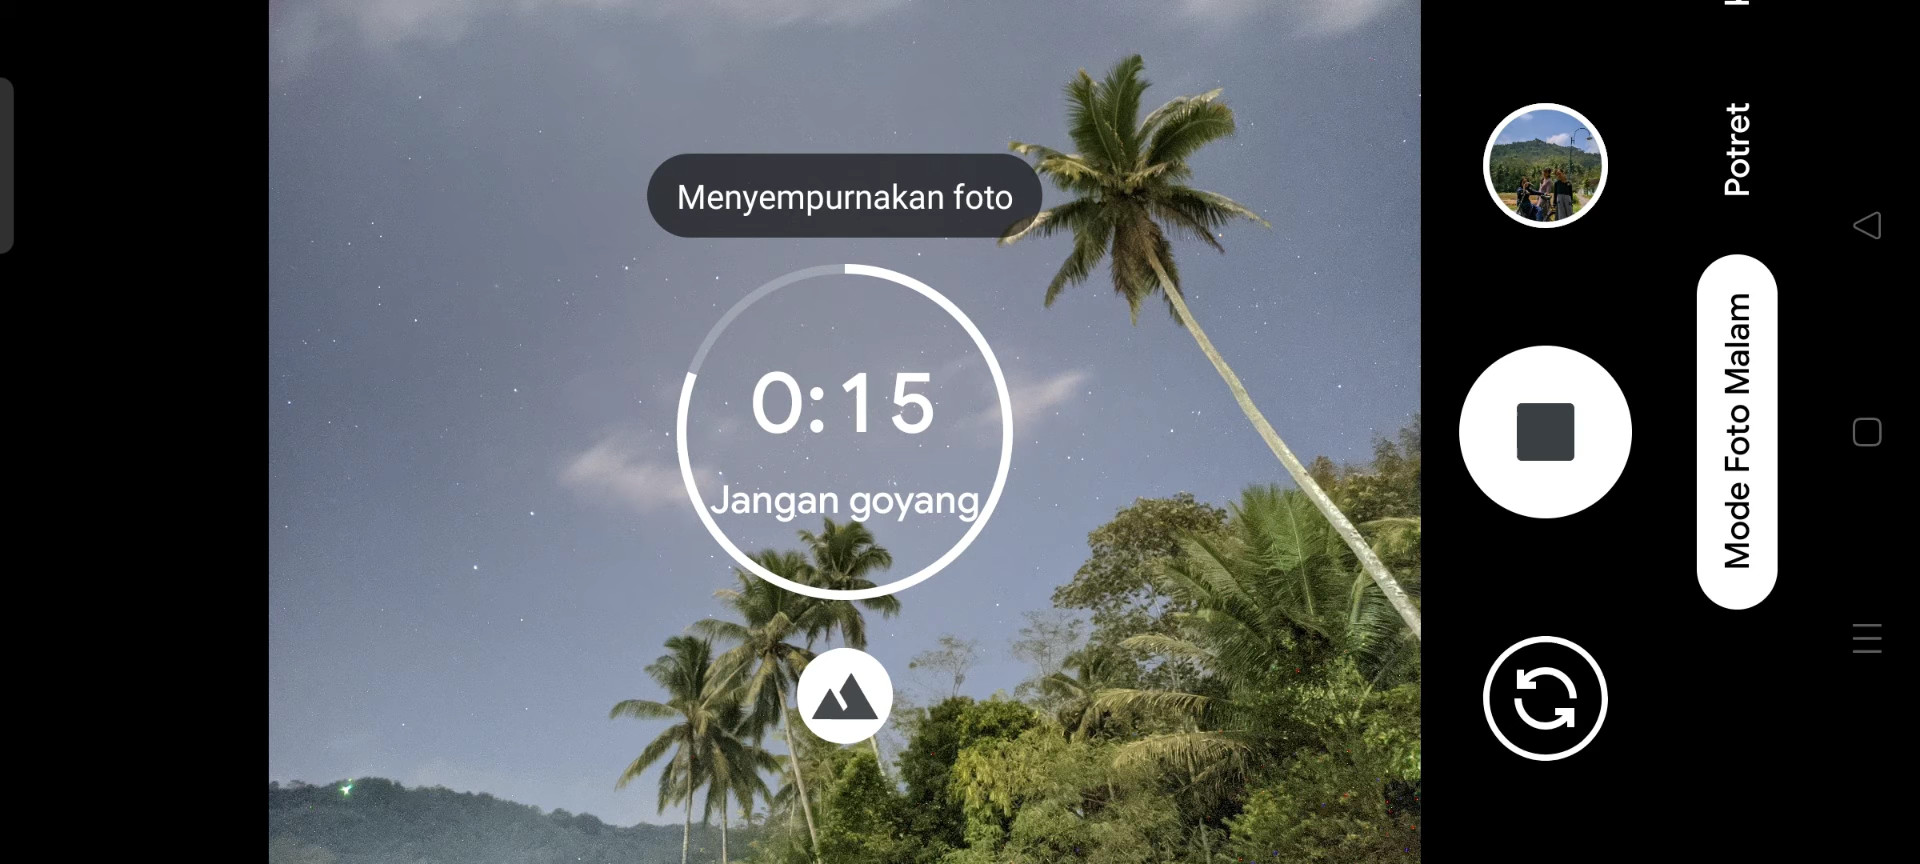 Menyempurnakan foto
0:15
Jangan goyang
Potret
Mode Foto Malam